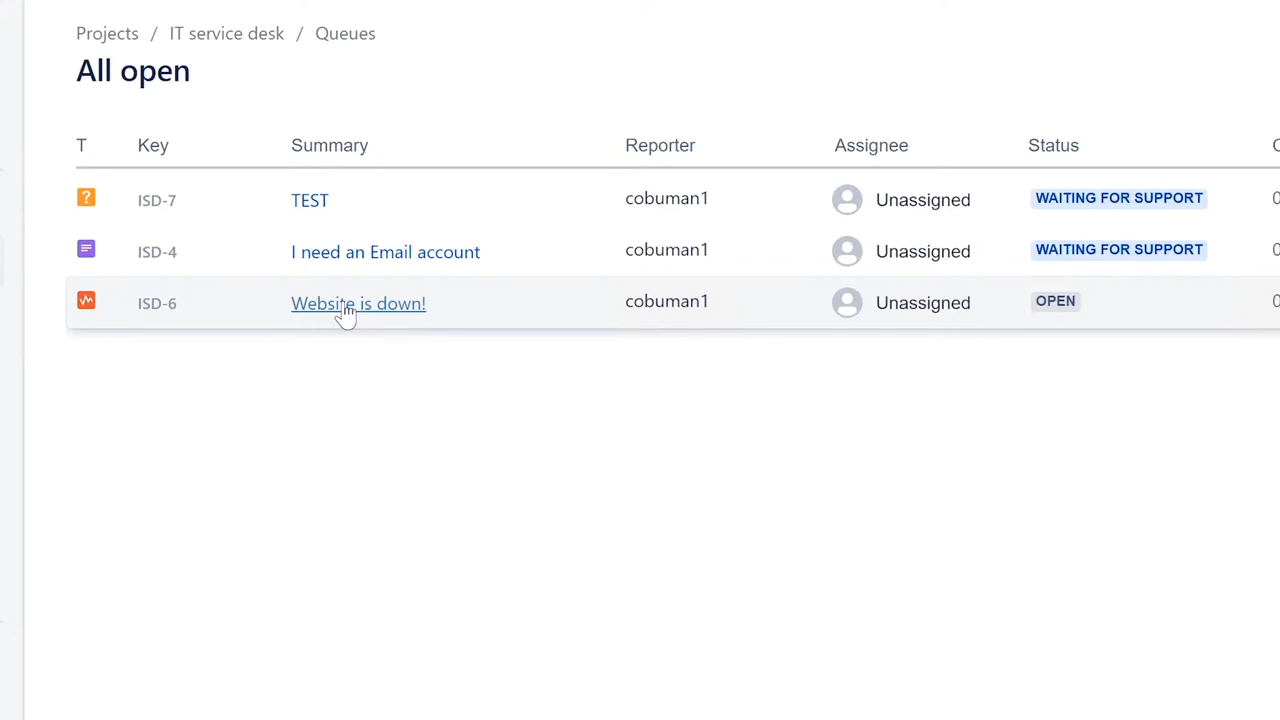 Projects / IT service desk / Queues
All open
T Key Summary Reporter Assignee Status
? ISD-7 TEST cobuman1 Unassigned WAITING FOR SUPPORT
ISD-4 I need an Email account cobuman1 Unassigned WAITING FOR SUPPORT
ISD-6 Website is down! cobuman1 Unassigned OPEN